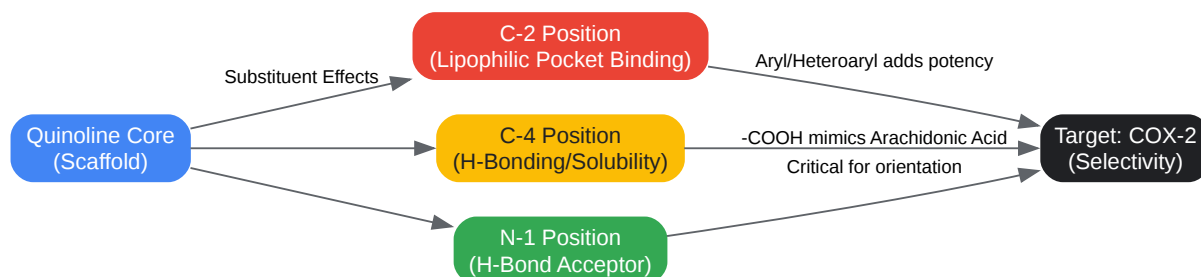 C-2 Position
(Lipophilic Pocket Binding)
Substituent Effects
Aryl/Heteroaryl adds potency
Quinoline Core
(Scaffold)
C-4 Position
(H-Bonding/Solubility)
-COOH mimics Arachidonic Acid
Critical for orientation
Target: COX-2
(Selectivity)
N-1 Position
(H-Bond Acceptor)